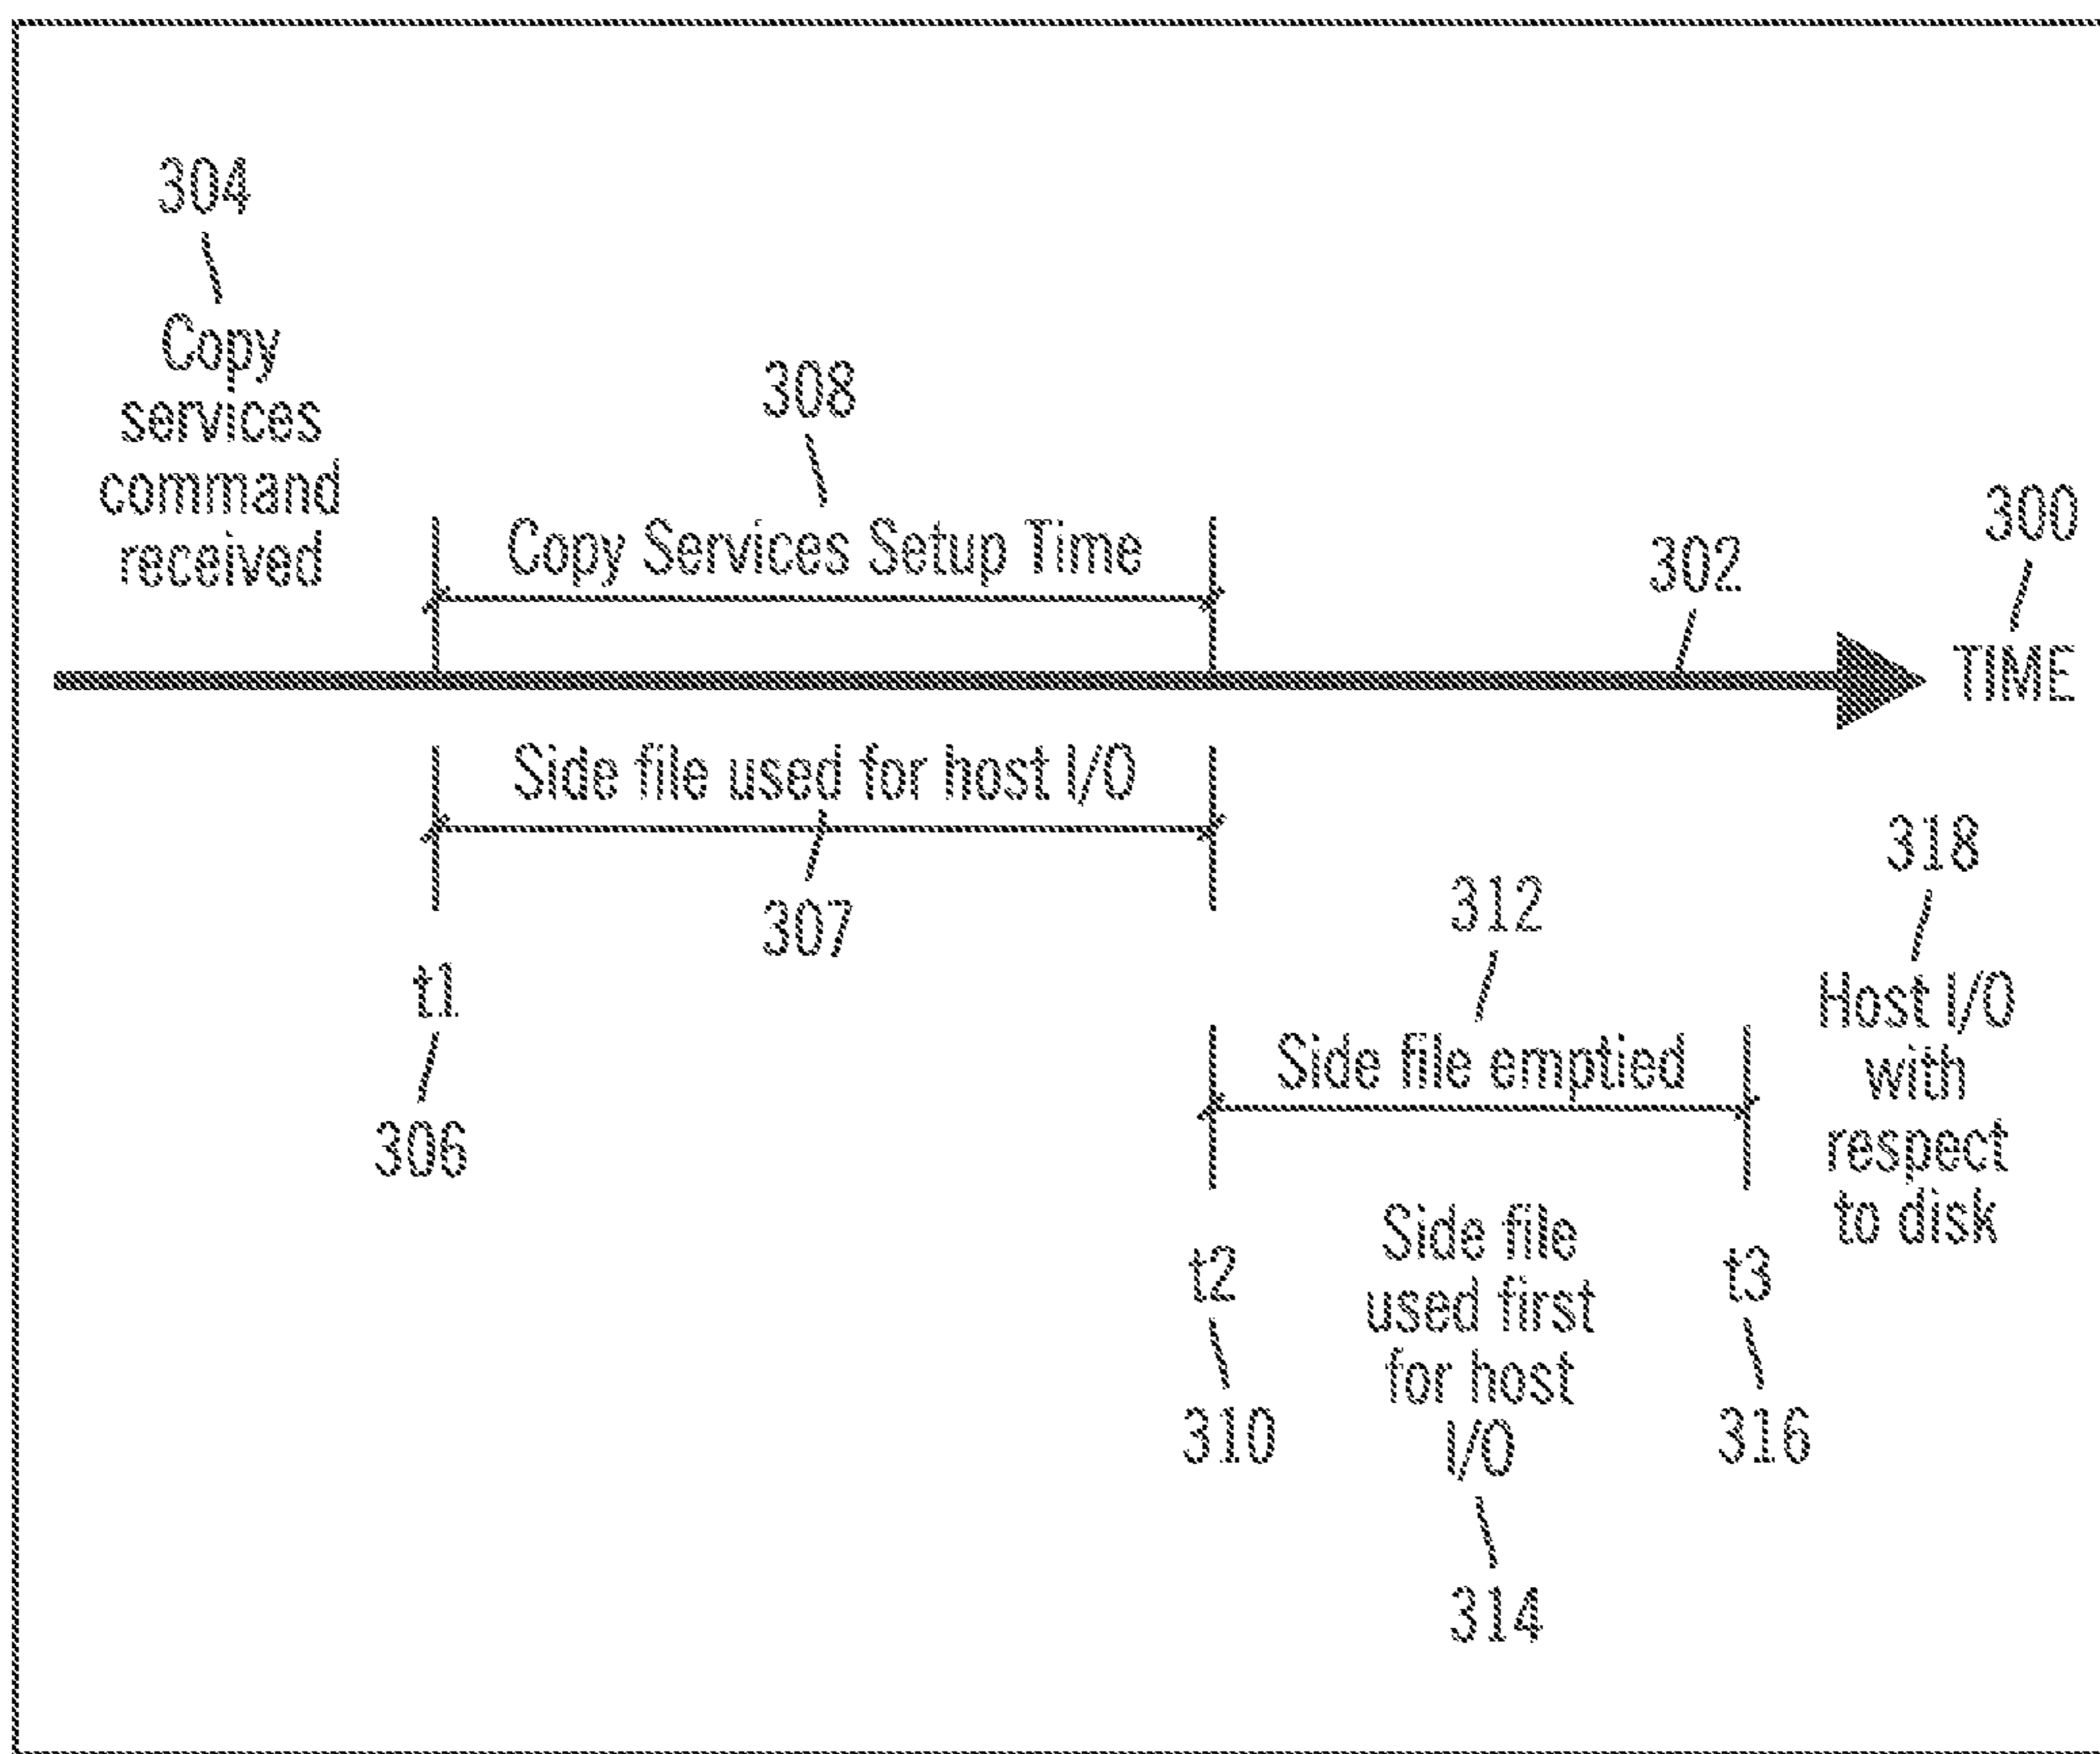 304
Copy
services
command
received
308
Copy Services Setup Time
302
300
TIME
Side file used for host I/O
307
t1
306
312
Side file emptied
318
Host I/O
with
respect
to disk
t2
310
Side file
used first
for host
I/O
314
t3
316